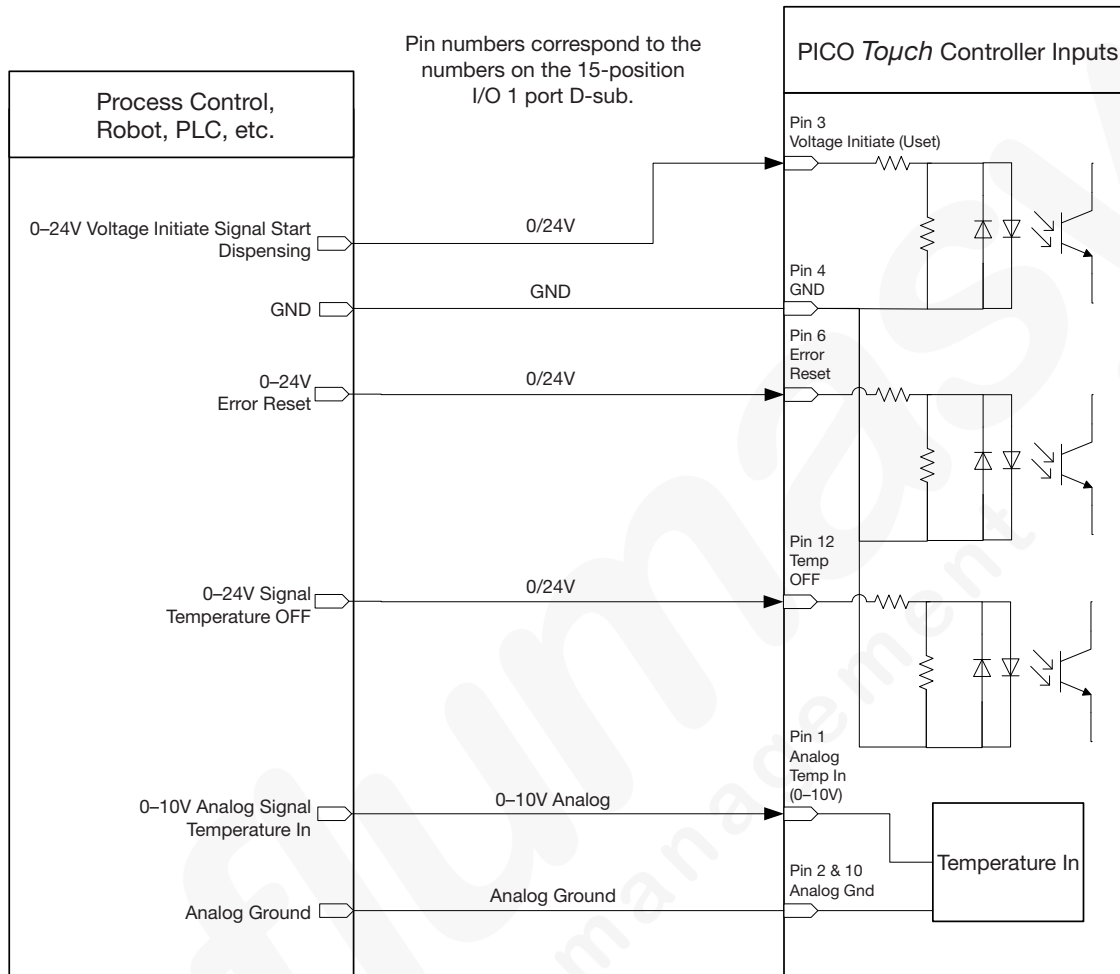 Pin numbers correspond to the
numbers on the 15-position
I/O 1 port D-sub.
Process Control,
Robot, PLC, etc.
PICO Toµch Controller Inputs
0–24V Voltage Initiate Signal Start
Dispensing
0/24V
Pin 3
Voltage Initiate (Uset)
GND
GND
Pin 4
GND
0–24V
Error Reset
0/24V
Pin 6
Error
Reset
0–24V Signal
Temperature OFF
0/24V
Pin 12
Temp
OFF
0–10V Analog Signal
Temperature In
0–10V Analog
Pin 1
Analog
Temp In
(0–10V)
Temperature In
Analog Ground
Analog Ground
Pin 2 & 10
Analog Gnd
management